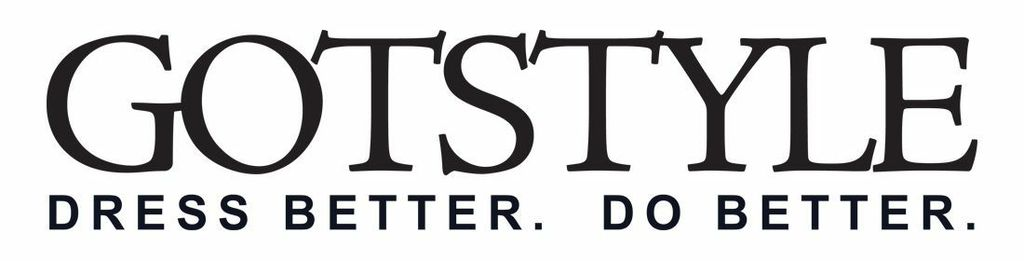 GOTSTYLE
DRESS BETTER. DO BETTER.